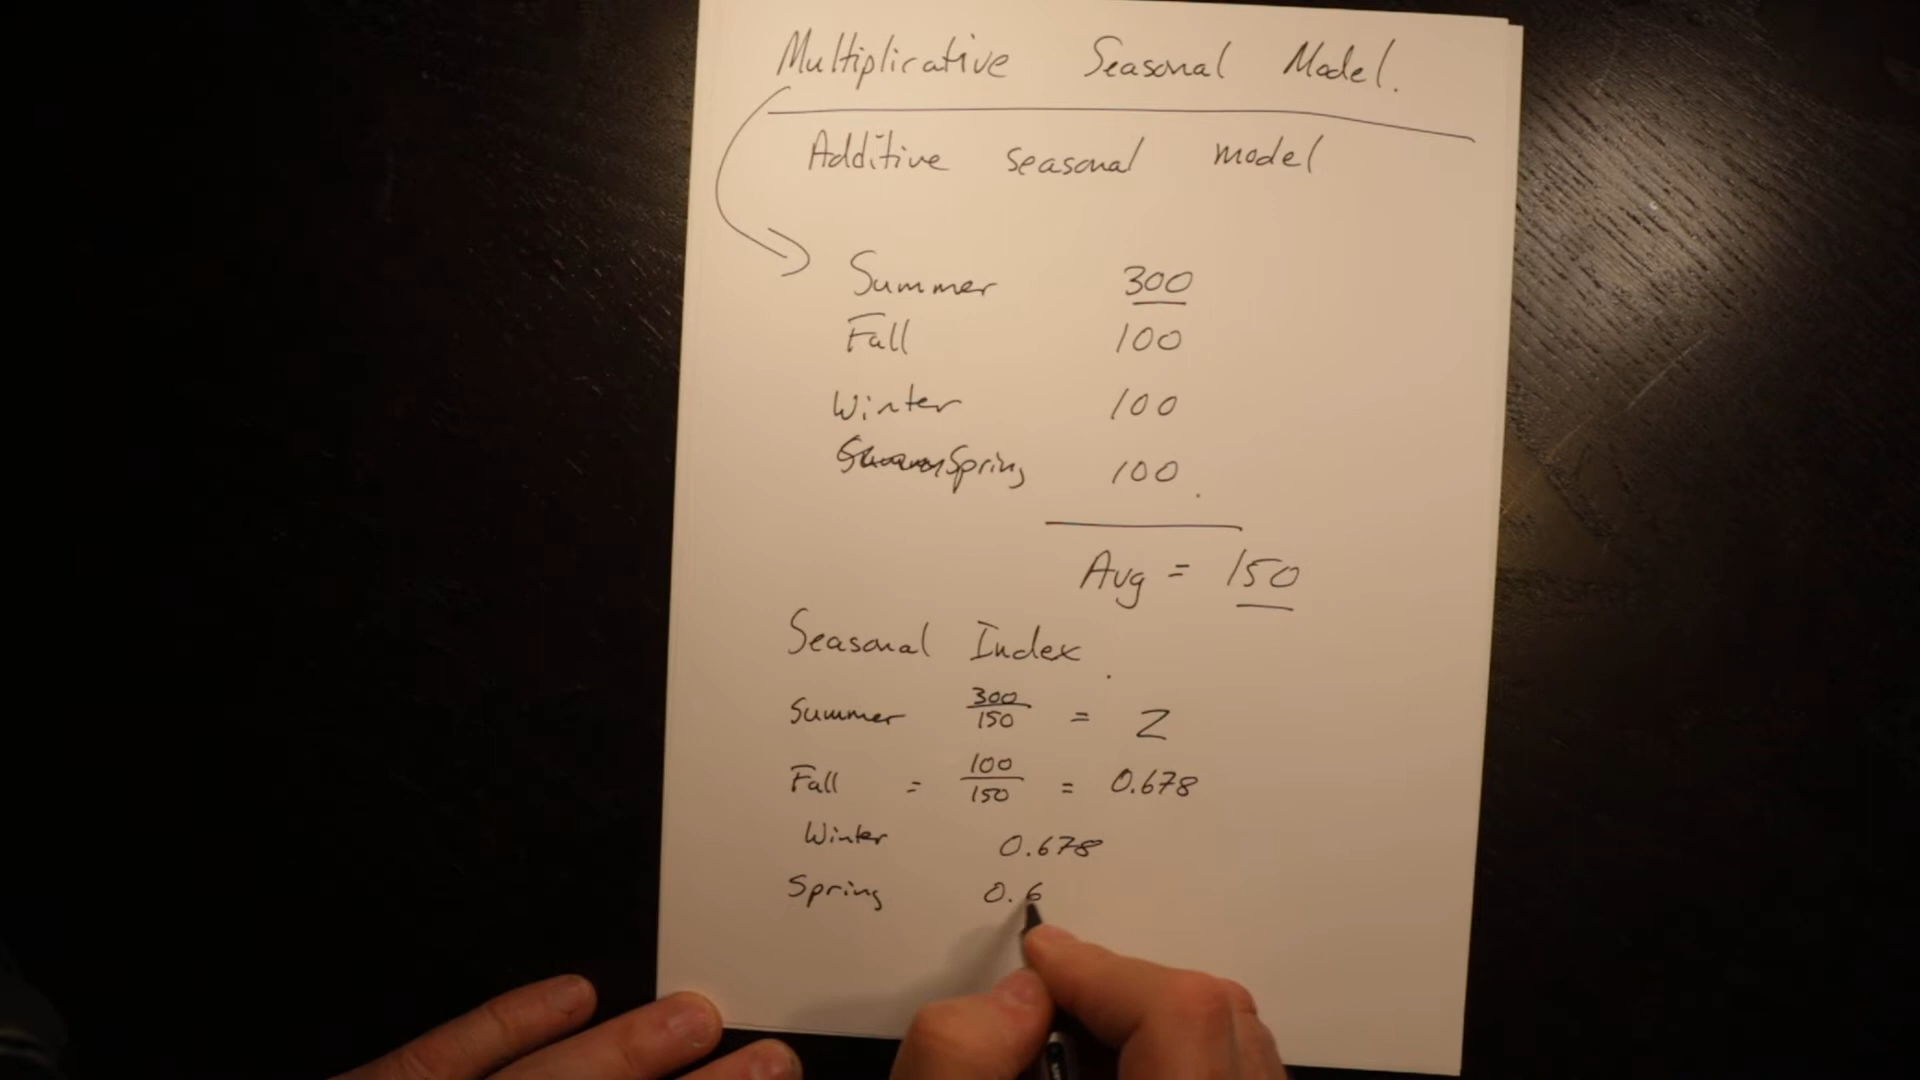 Multiplicative Seasonal Model.
Additive seasonal model
Summer 300
Fall 100
Winter 100
Spring 100
Avg = 150
Seasonal Index
Summer 300/150 = 2
Fall = 100/150 = 0.678
Winter 0.678
Spring 0.6